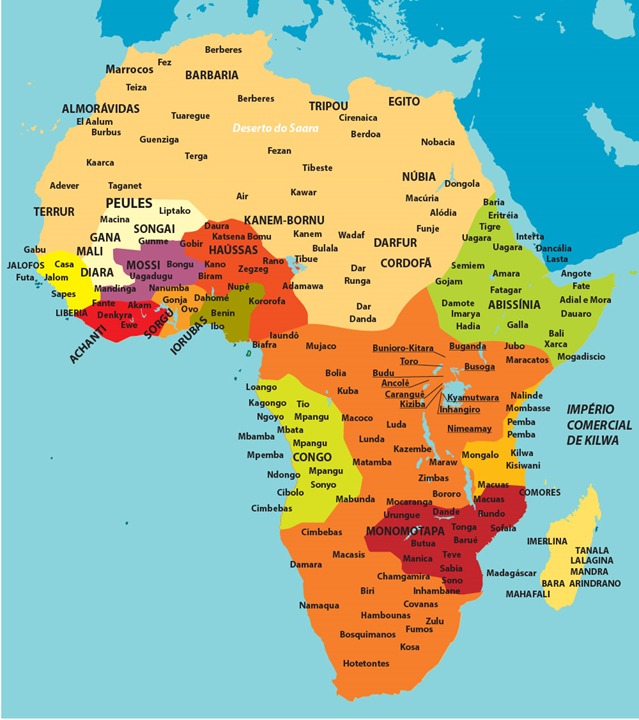 Berberes
Fez
Marrocos
BARBARIA
Teiza
Berberes
ALMORÁVIDAS
TRIPOU
EGITO
El Aalum
Tuaregue
Cirenaica
Burbus
Deserto do Saara
Berdoa
Guenziga
Nobacia
Fezan
Kaarca
Terga
Tibeste
NÚBIA
Adever
Taganet
Dongola
Kawar
Air
Macúria
PEULES
Baria
TERRUR
Liptako
Alódia
Eritréia
Macina
KANEM-BORNU
Tigre
SONGAI
Daura
Funje
GANA
Gunme
Katsena
Bomu
Kanem
Wadaf
Uagara
Interta
Gobir
DARFUR
Uagara
Dancália
Gabu
MALI
HAÚSSAS
Bulala
Lasta
JALOFOS
Casa
MOSSI
Bongu
Kano
Rano
Tibue
CORDOFÃ
Semiem
Futa
Jalom
DIARA
Uagadugu
Biram
Zegzeg
Dar
Runga
Amara
Angote
Gojam
Fate
Sapes
Mandinga
Nanumba
Nupé
Adamawa
Fatagar
Fante
Akam
Gonja
Dahomé
Kororofa
Dar
Danda
Damote
ABISSÍNIA
Adial e Mora
LIBERIA
Denkyra
Ovo
Benin
Imarya
Dauaro
Ewe
Ibo
Hadia
Galla
ACHANTI
SORGU
IORUBAS
Bali
Iaundô
Xarca
Biafra
Mujaco
Bunioro-Kitara
Buganda
Jubo
Mogadiscio
Toro
Busoga
Maracatos
Bolia
Budu
Loango
Ancolê
Kuba
Carangué
Kyamutwara
Nalinde
Kagongo
Tio
Kiziba
Inhangiro
Mombasse
IMPÉRIO
COMERCIAL
DE KILWA
Ngoyo
Mpangu
Macoco
Luda
Nimeamay
Pemba
Mbata
Pemba
Mbamba
Mpangu
Lunda
Kazembe
Kilwa
Mpemba
CONGO
Matamba
Maraw
Mongalo
Kisiwani
Ndongo
Mpangu
Zimbas
Sonyo
Macuas
Cibolo
Mabunda
Bororo
COMORES
Cimbebas
Mocaranga
Macuas
Urungue
Dande
Rundo
Cimbebas
MONOMOTAPA
Tonga
Sofala
Butua
Barué
IMERLINA
Macasis
Manica
Teve
TANALA
Damara
Sabia
LALAGINA
Changamira
Sono
Madagáscar
MANDRA
Biri
Inhambane
BARA
ARINDRANO
Namaqua
Covanas
MAHAFALI
Hambounas
Zulu
Bosquimanos
Fumos
Kosa
Hotetontes